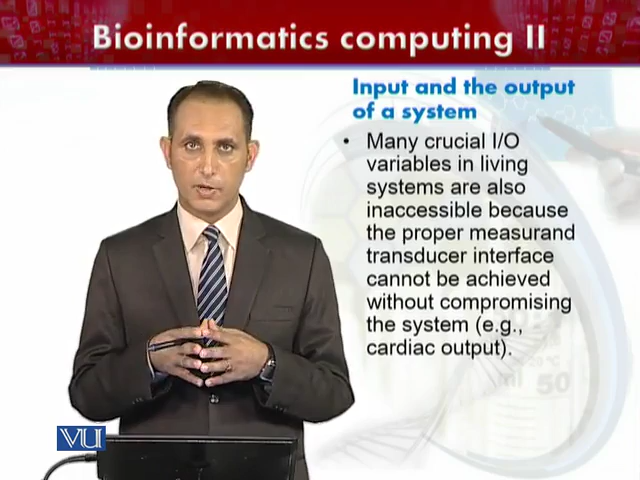 Bioinformatics computing II
Input and the output
of a system
• Many crucial I/O
variables in living
systems are also
inaccessible because
the proper measurand
transducer interface
cannot be achieved
without compromising
the system (e.g.,
cardiac output).
VU
50